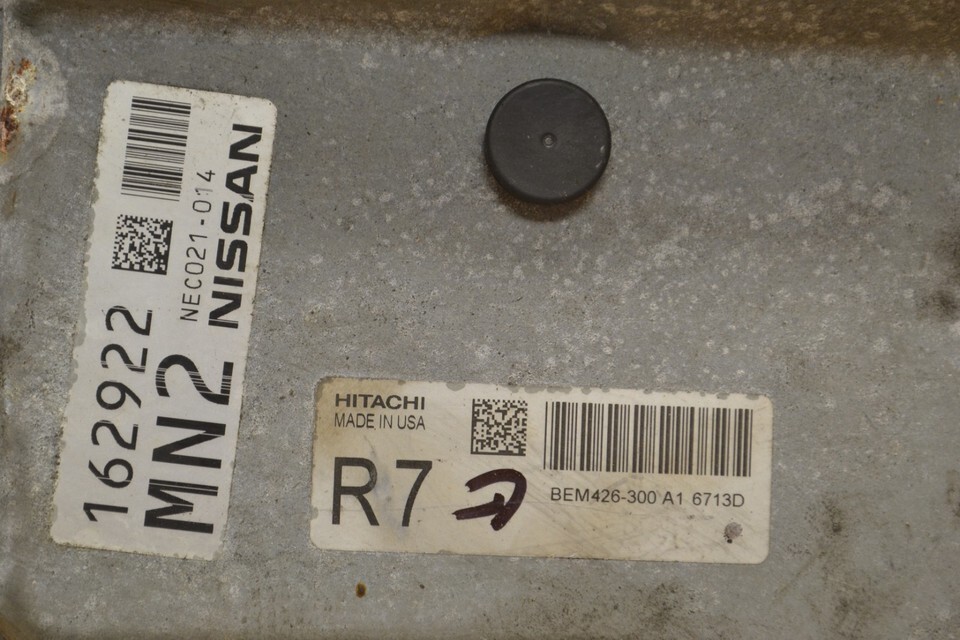 162922
MN2
NEC021-014
NISSAN
HITACHI
MADE IN USA
R7
BEM426-300 A1 6713D